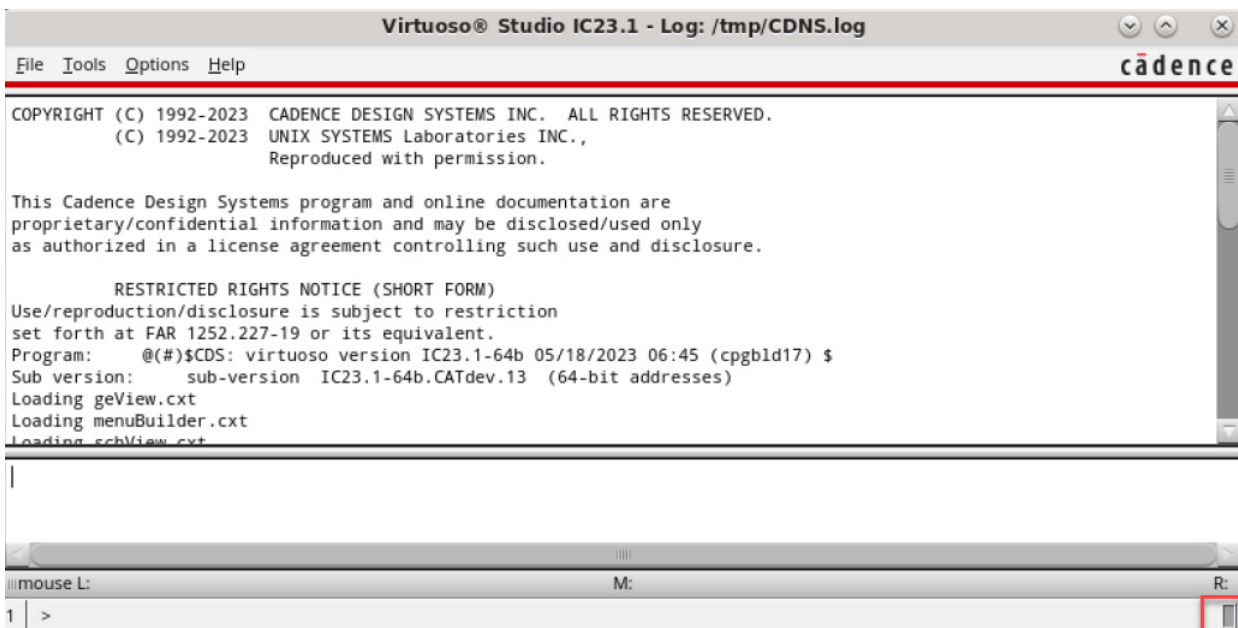 Virtuoso® Studio IC23.1 - Log: /tmp/CDNS.log
File Tools Options Help
cādence
COPYRIGHT (C) 1992-2023 CADENCE DESIGN SYSTEMS INC. ALL RIGHTS RESERVED.
(C) 1992-2023 UNIX SYSTEMS Laboratories INC.,
Reproduced with permission.
This Cadence Design Systems program and online documentation are
proprietary/confidential information and may be disclosed/used only
as authorized in a license agreement controlling such use and disclosure.
RESTRICTED RIGHTS NOTICE (SHORT FORM)
Use/reproduction/disclosure is subject to restriction
set forth at FAR 1252.227-19 or its equivalent.
Program: @(#)$CDS: virtuoso version IC23.1-64b 05/18/2023 06:45 (cpgbld17) $
Sub version: sub-version IC23.1-64b.CATdev.13 (64-bit addresses)
Loading geView.cxt
Loading menuBuilder.cxt
Loading schView.cxt
mouse L: M: R:
1 >